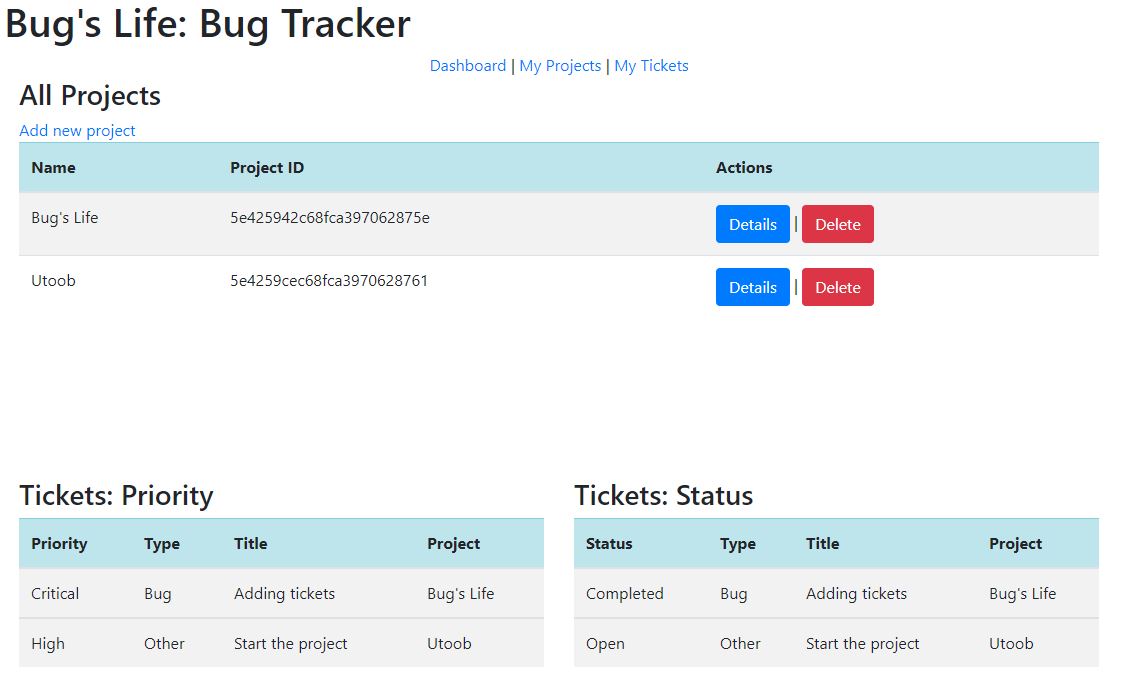 Bug's Life: Bug Tracker
Dashboard | My Projects | My Tickets
All Projects
Add new project
Name Project ID Actions
Bug's Life 5e425942c68fca397062875e Details | Delete
Utoob 5e4259cec68fca3970628761 Details | Delete
Tickets: Priority
Priority Type Title Project
Critical Bug Adding tickets Bug's Life
High Other Start the project Utoob
Tickets: Status
Status Type Title Project
Completed Bug Adding tickets Bug's Life
Open Other Start the project Utoob